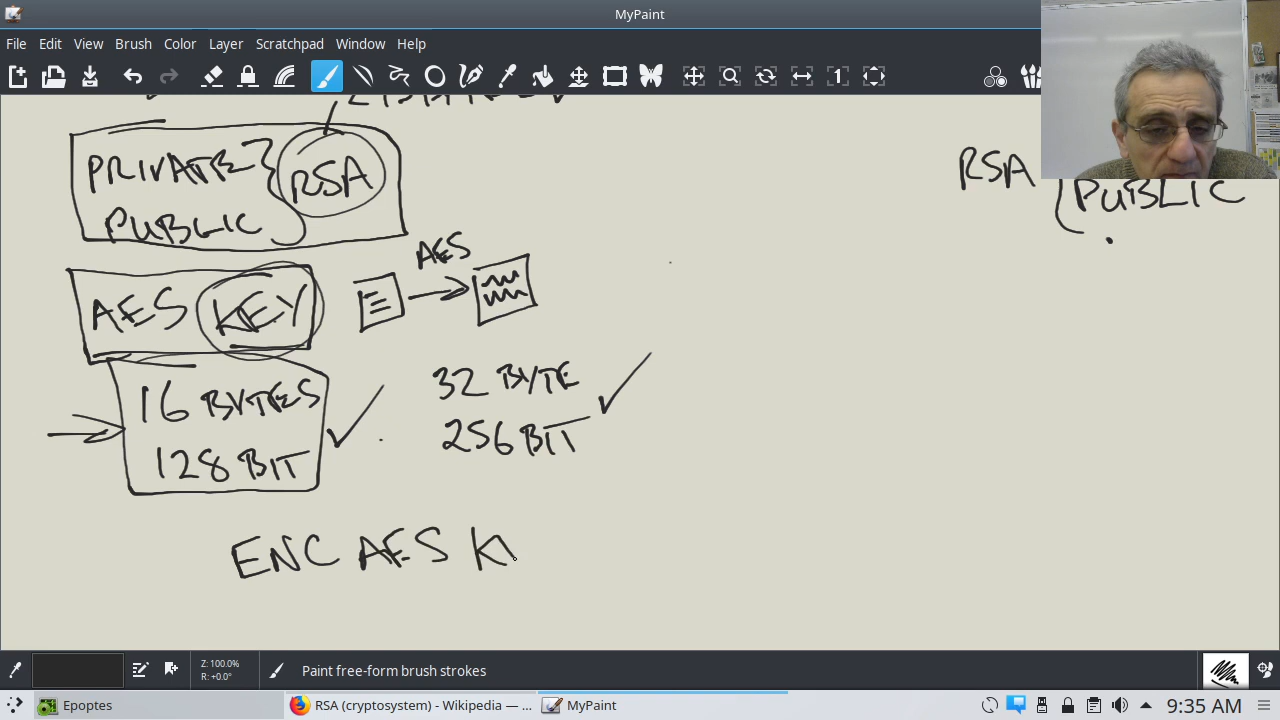 MyPaint
File Edit View Brush Color Layer Scratchpad Window Help
PRIVATE
PUBLIC
RSA
AES KEY
AES
16 BYTES
128 BIT
32 BYTE
256 BIT
ENC AES K
RSA
PUBLIC
Z: 100.0%
R: +0.0°
Paint free-form brush strokes
Epoptes
RSA (cryptosystem) - Wikipedia — ...
MyPaint
9:35 AM